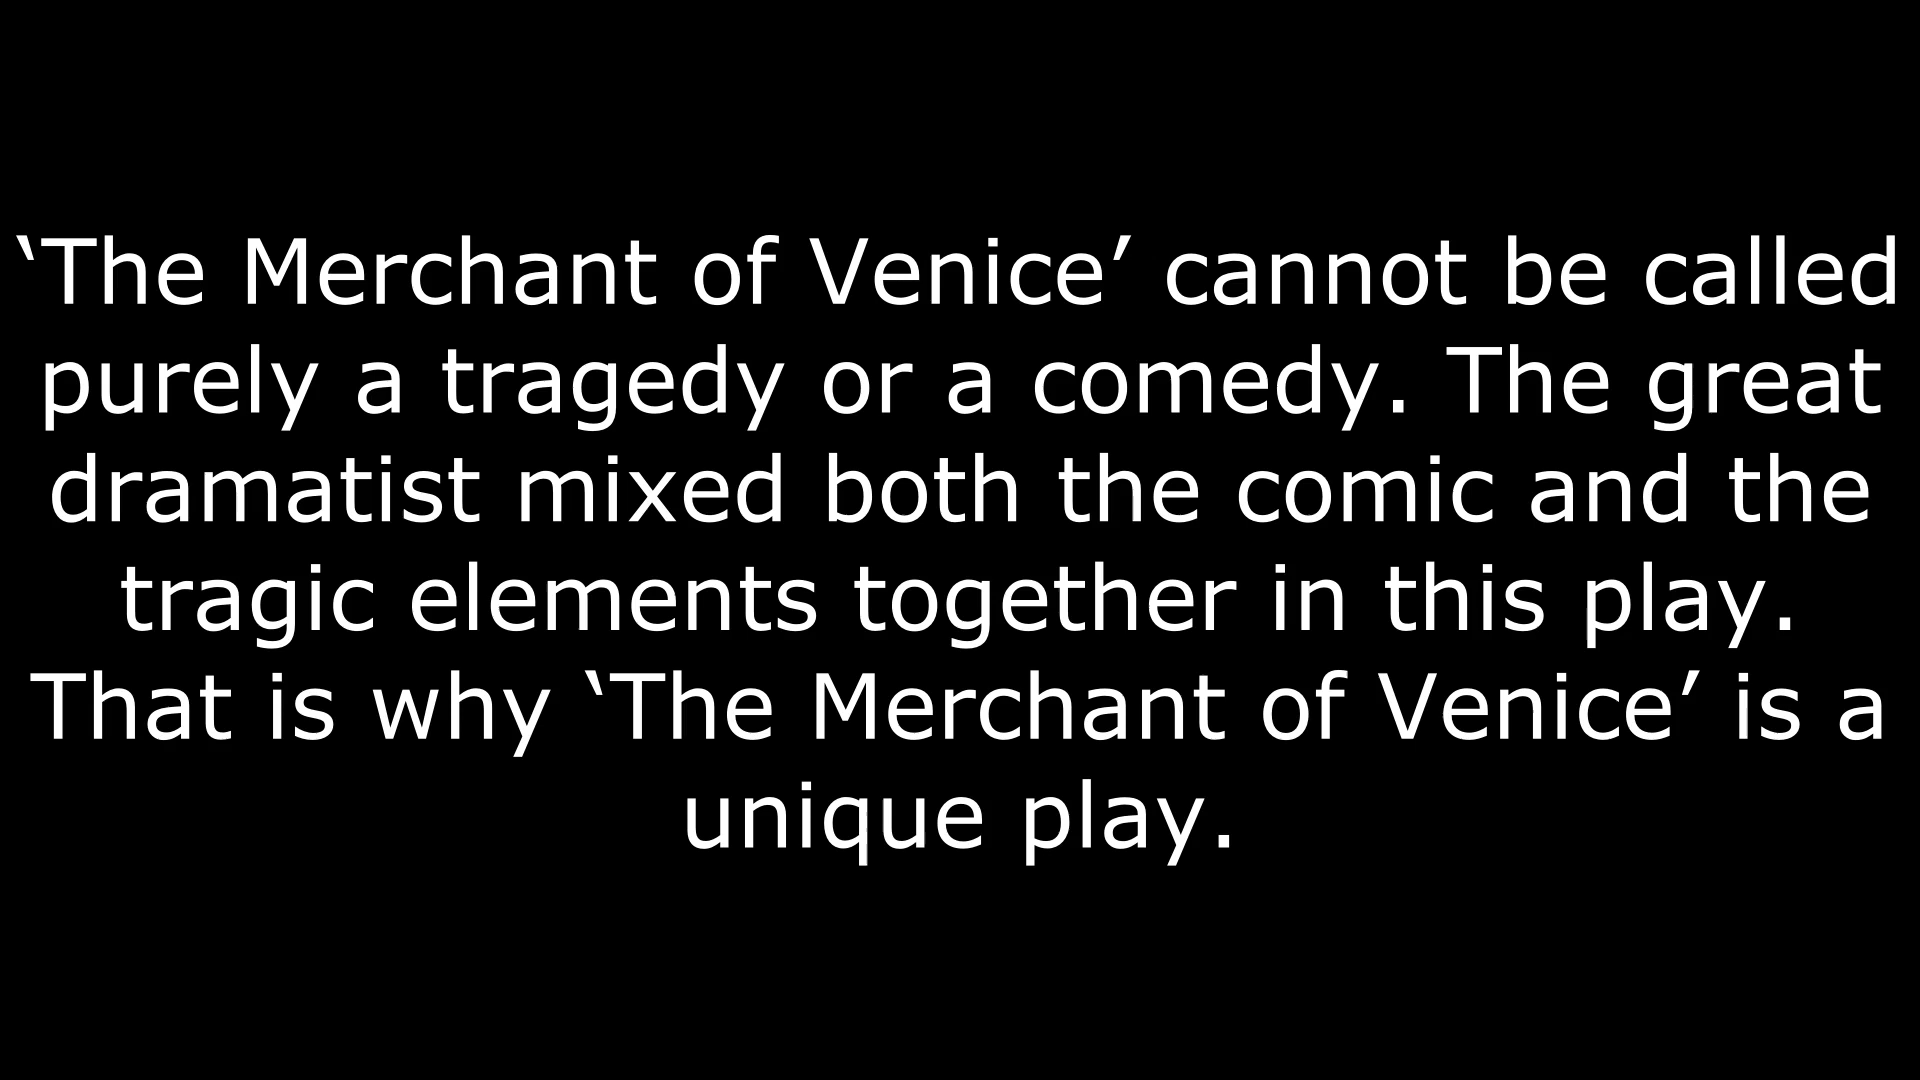 ‘The Merchant of Venice’ cannot be called
purely a tragedy or a comedy. The great
dramatist mixed both the comic and the
tragic elements together in this play.
That is why ‘The Merchant of Venice’ is a
unique play.